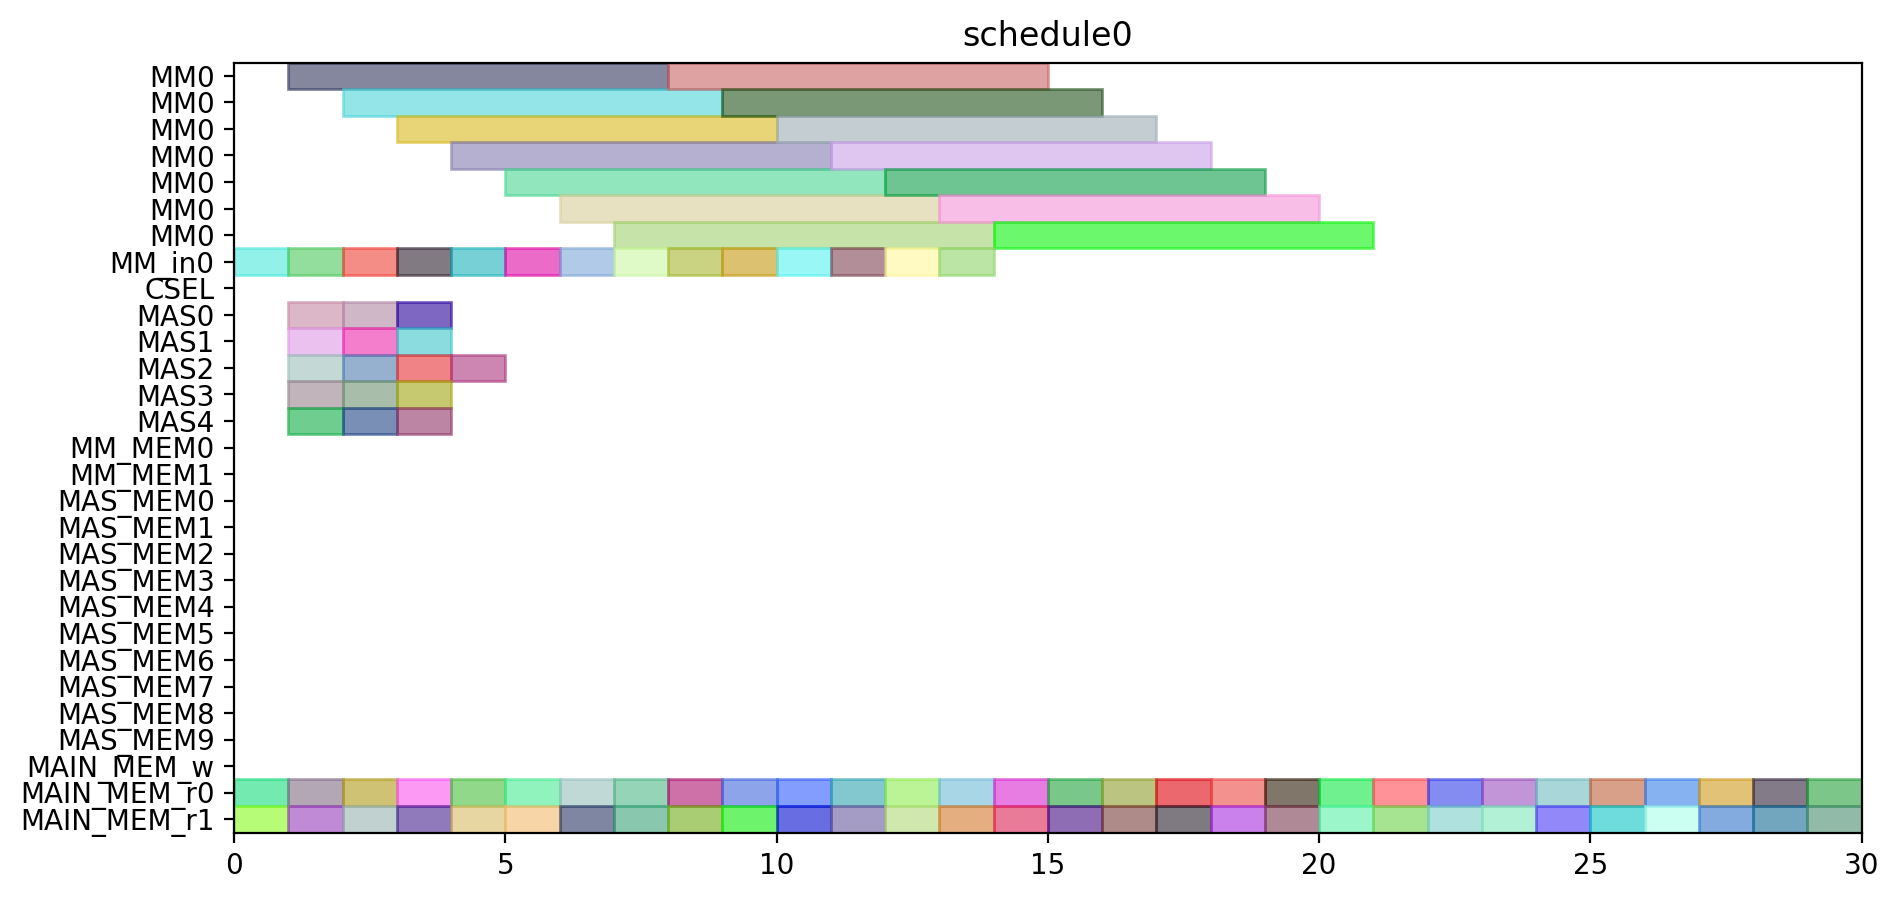 schedule0
MM0
MM0
MM0
MM0
MM0
MM0
MM0
MM_in0
CSEL
MAS0
MAS1
MAS2
MAS3
MAS4
MM_MEM0
MM_MEM1
MAS_MEM0
MAS_MEM1
MAS_MEM2
MAS_MEM3
MAS_MEM4
MAS_MEM5
MAS_MEM6
MAS_MEM7
MAS_MEM8
MAS_MEM9
MAIN_MEM_w
MAIN_MEM_r0
MAIN_MEM_r1
0 5 10 15 20 25 30